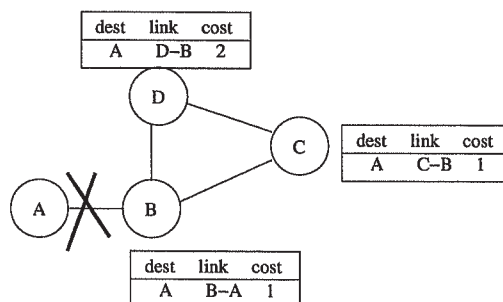 dest link cost
A D–B 2
D
C
dest link cost
A C–B 1
A
B
dest link cost
A B–A 1